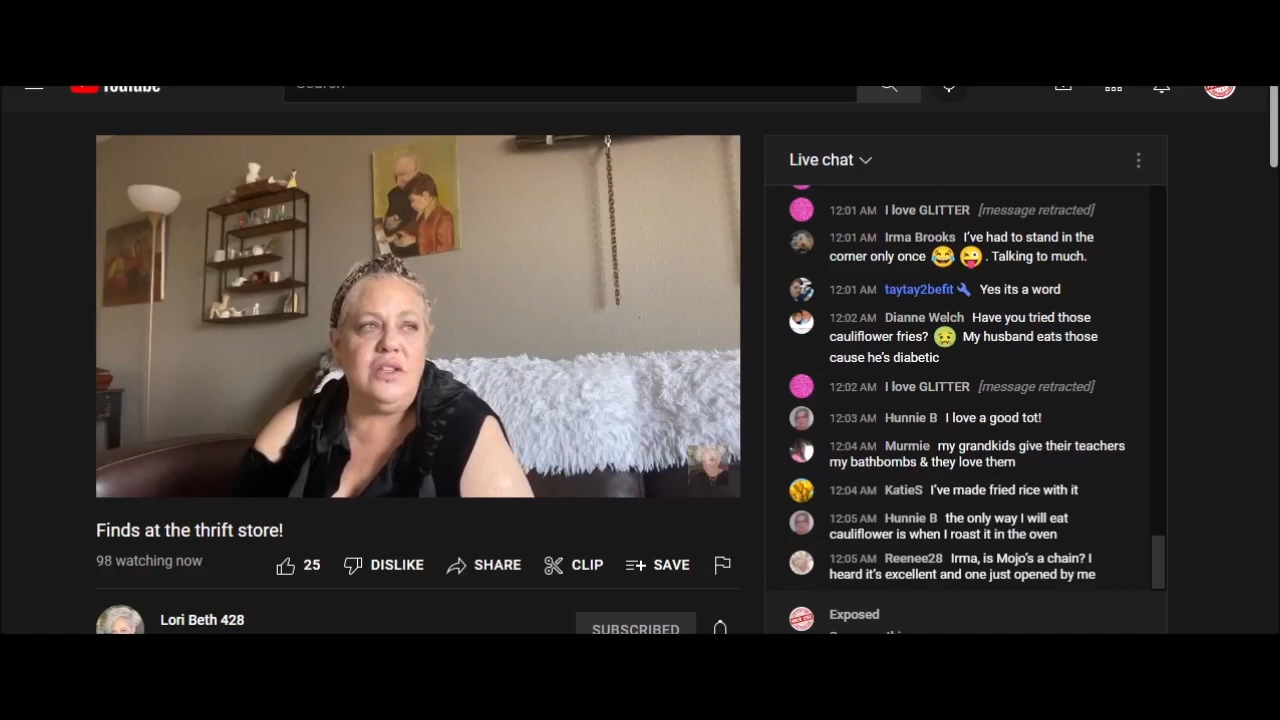 YouTube
Search
Live chat
I love GLITTER [message retracted]
12:01 AM
12:01 AM Irma Brooks I've had to stand in the
corner only once 😂 😜 . Talking to much.
12:01 AM taytay2befit Yes its a word
12:02 AM Dianne Welch Have you tried those
cauliflower fries? 🤢 My husband eats those
cause he's diabetic
12:02 AM I love GLITTER [message retracted]
12:03 AM Hunnie B I love a good tot!
12:04 AM Murmie my grandkids give their teachers
my bathbombs & they love them
12:04 AM KatieS I've made fried rice with it
12:05 AM Hunnie B the only way I will eat
cauliflower is when I roast it in the oven
12:05 AM Reenee28 Irma, is Mojo's a chain? I
heard it's excellent and one just opened by me
Exposed
Finds at the thrift store!
98 watching now
25 DISLIKE SHARE CLIP SAVE
Lori Beth 428
SUBSCRIBED